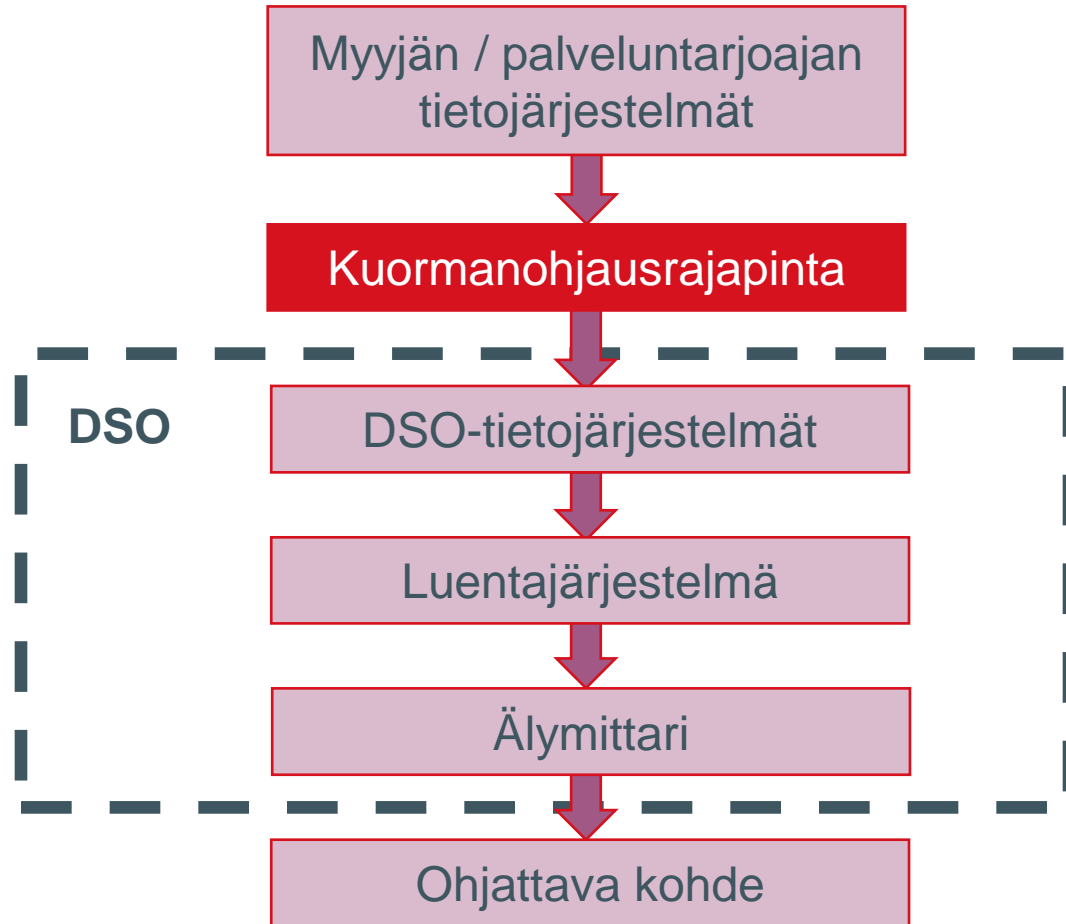 Myyjän / palveluntarjoajan
tietojärjestelmät
Kuormanohjausrajapinta
DSO
DSO-tietojärjestelmät
Luentajärjestelmä
Älymittari
Ohjattava kohde